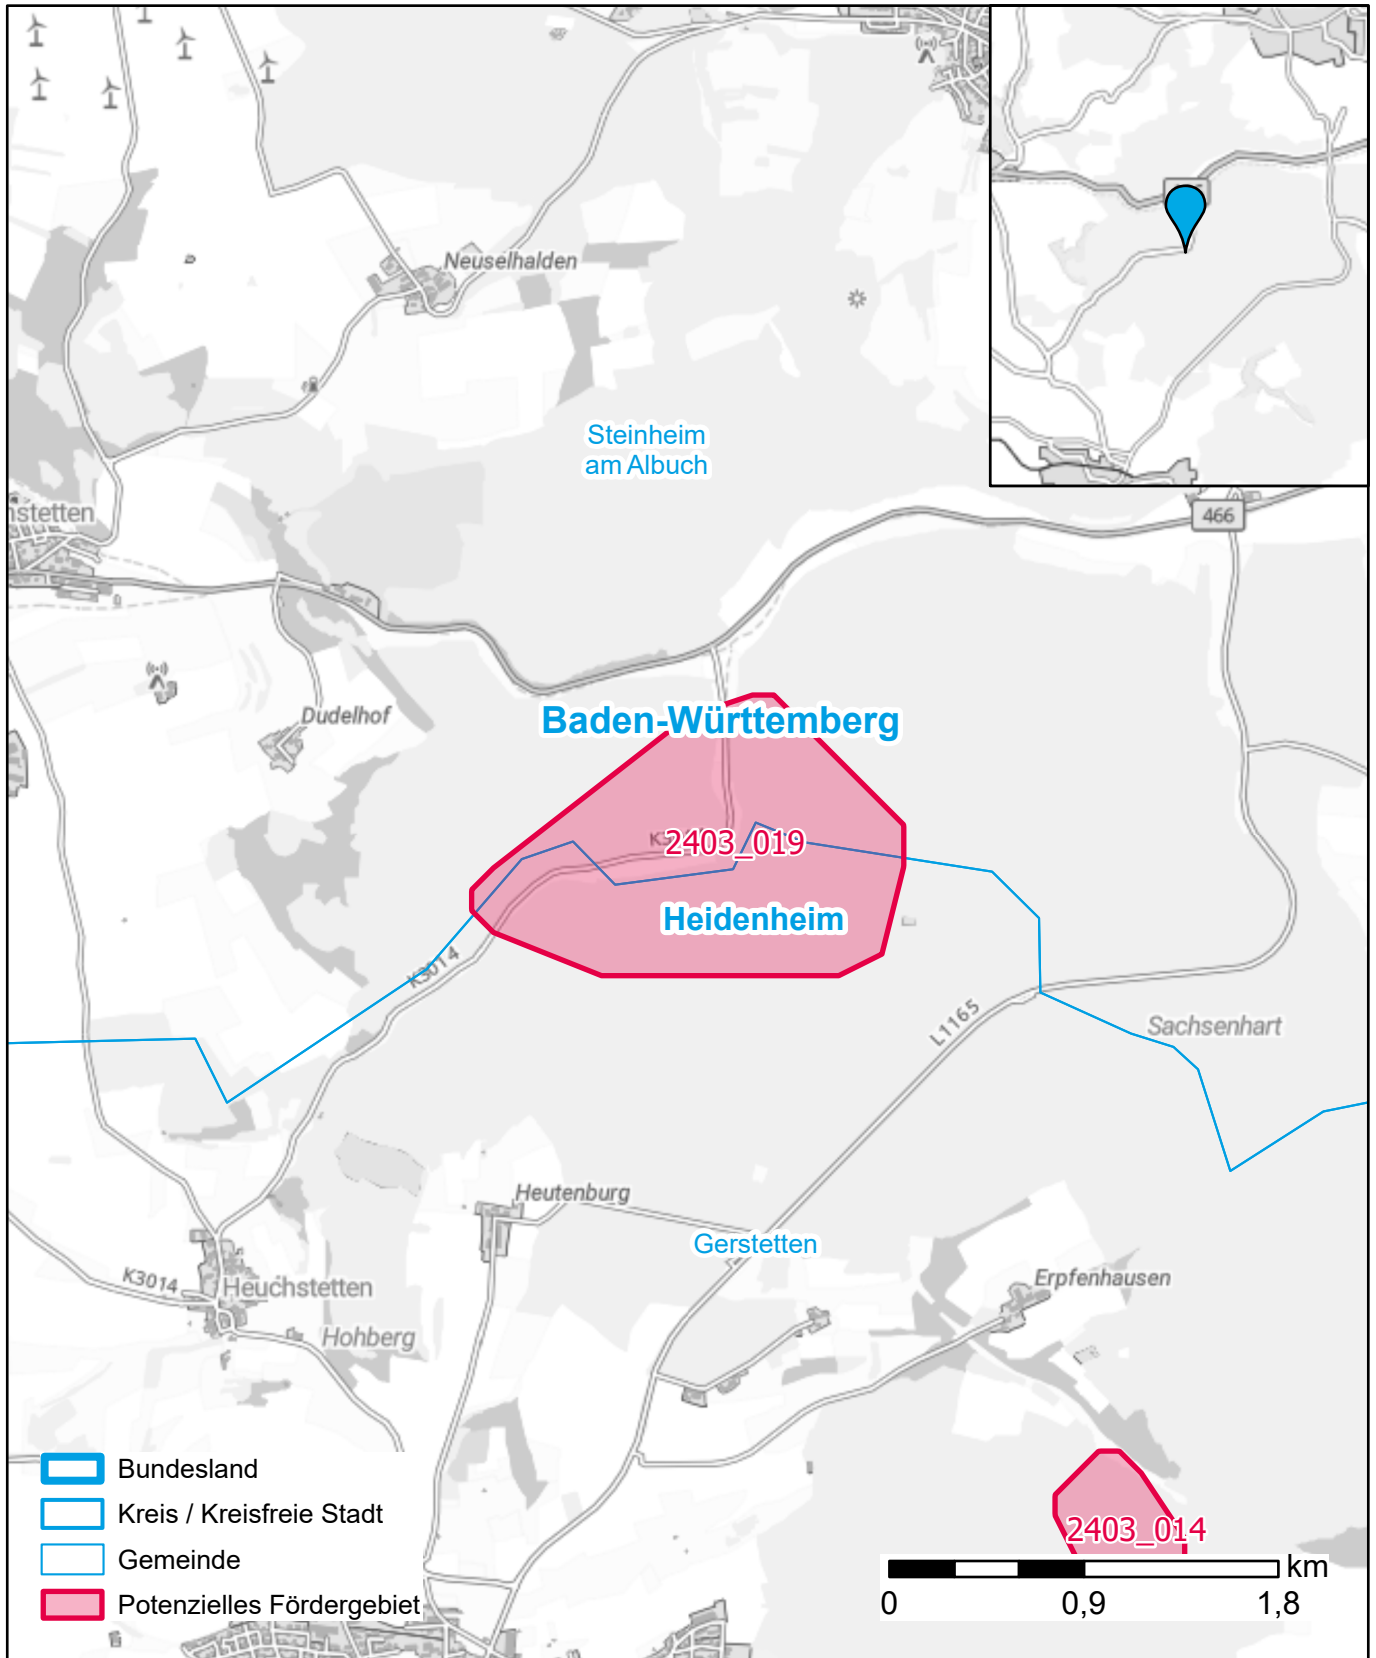 Neuselhalden
Steinheim
am Albuch
466
Dudelhof
Baden-Württemberg
2403_019
Heidenheim
K3014
L1165
Sachsenhart
Heutenburg
Gerstetten
K3014
Heuchstetten
Erpfenhausen
Hohberg
Bundesland
Kreis / Kreisfreie Stadt
Gemeinde
Potenzielles Fördergebiet
2403_014
km
0 0,9 1,8